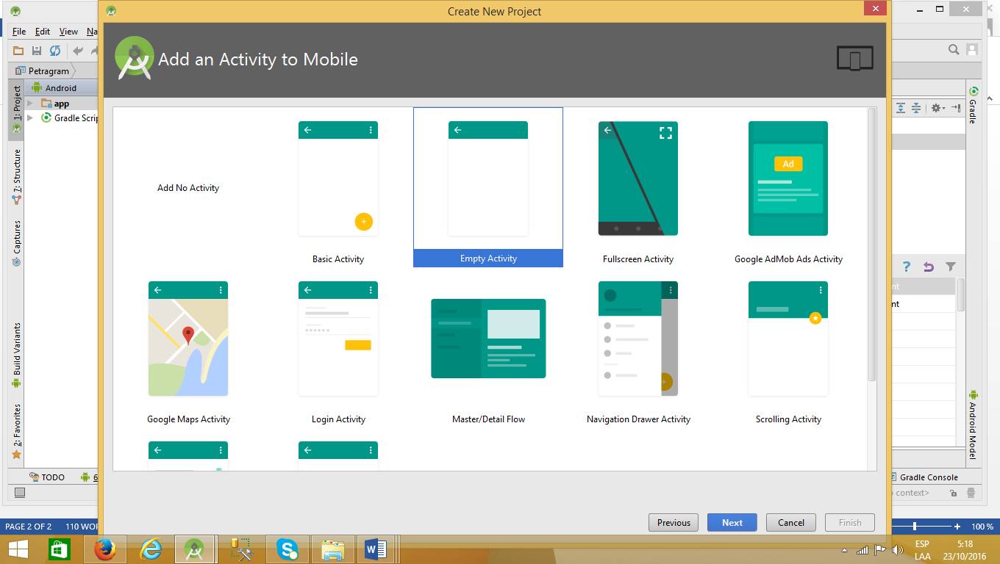 Create New Project
File Edit View Na
Add an Activity to Mobile
Petragram
Android
app
Gradle Scrip
1: Project
7: Structure
Captures
Build Variants
2: Favorites
Add No Activity
Basic Activity
Empty Activity
Fullscreen Activity
Ad
Google AdMob Ads Activity
Google Maps Activity
Login Activity
Master/Detail Flow
Navigation Drawer Activity
Scrolling Activity
Gradle
?
nt
nt
Android Model
TODO
6
Gradle Console
context>
Previous
Next
Cancel
Finish
PAGE 2 OF 2 110 WOR
100 %
ESP
LAA
5:18
23/10/2016